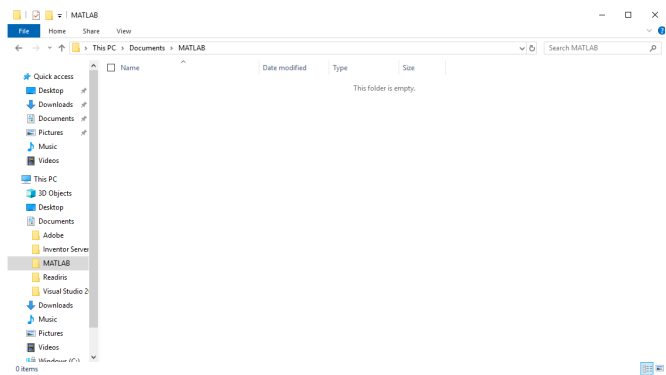 MATLAB
File Home Share View
This PC > Documents > MATLAB
Search MATLAB
Name Date modified Type Size
This folder is empty.
Quick access
Desktop
Downloads
Documents
Pictures
Music
Videos
This PC
3D Objects
Desktop
Documents
Adobe
Inventor Server
MATLAB
Readiris
Visual Studio 2
Downloads
Music
Pictures
Videos
Windows (C:)
0 items